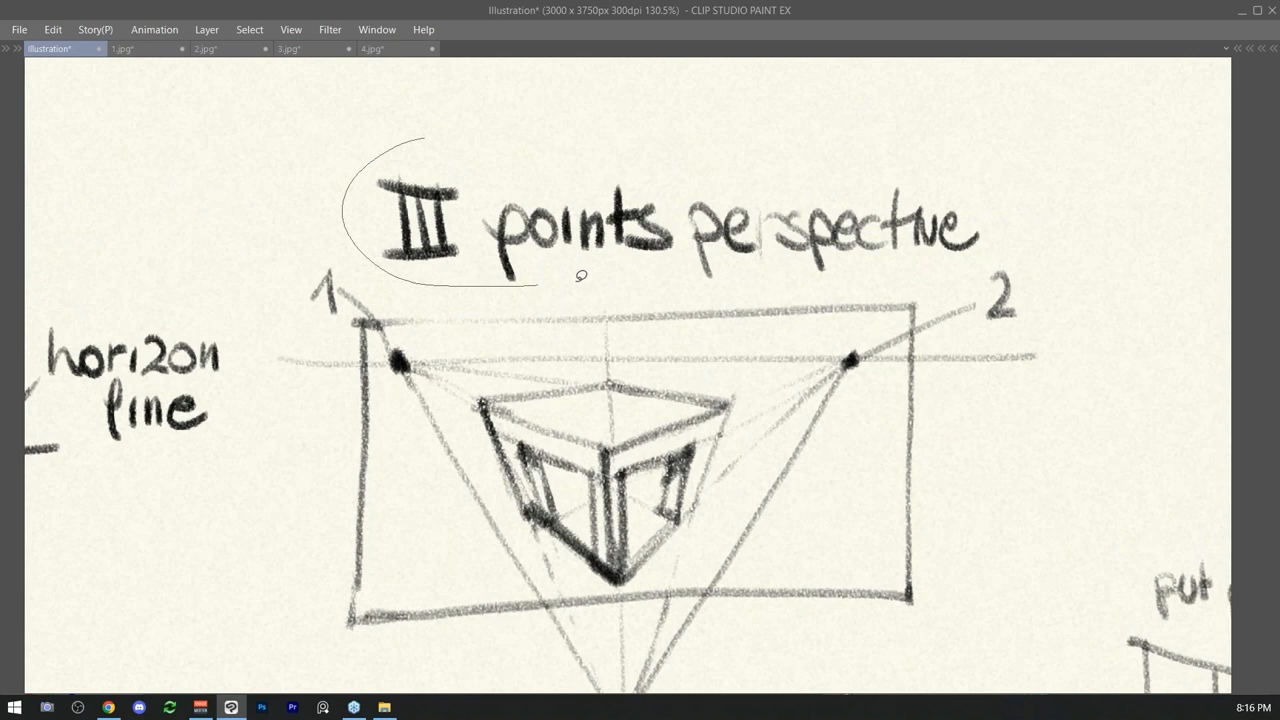 Illustration* (3000 x 3750px 300dpi 130.5%)  - CLIP STUDIO PAINT EX
File Edit Story(P) Animation Layer Select View Filter Window Help
Illustration* 1.jpg* 2.jpg* 3.jpg* 4.jpg*
III points perspective
1
2
horizon
line
put
Ps Pr 8:16 PM